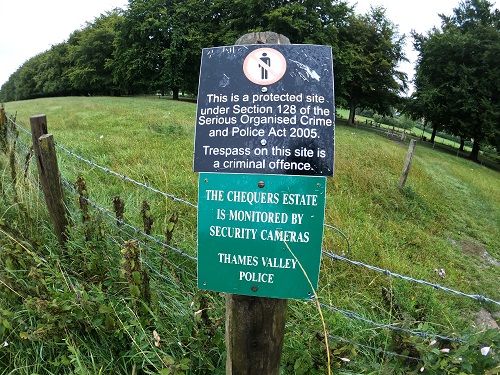 This is a protected site
under Section 128 of the
Serious Organised Crime
and Police Act 2005.
Trespass on this site is
a criminal offence.
THE CHEQUERS ESTATE
IS MONITORED BY
SECURITY CAMERAS
THAMES VALLEY
POLICE